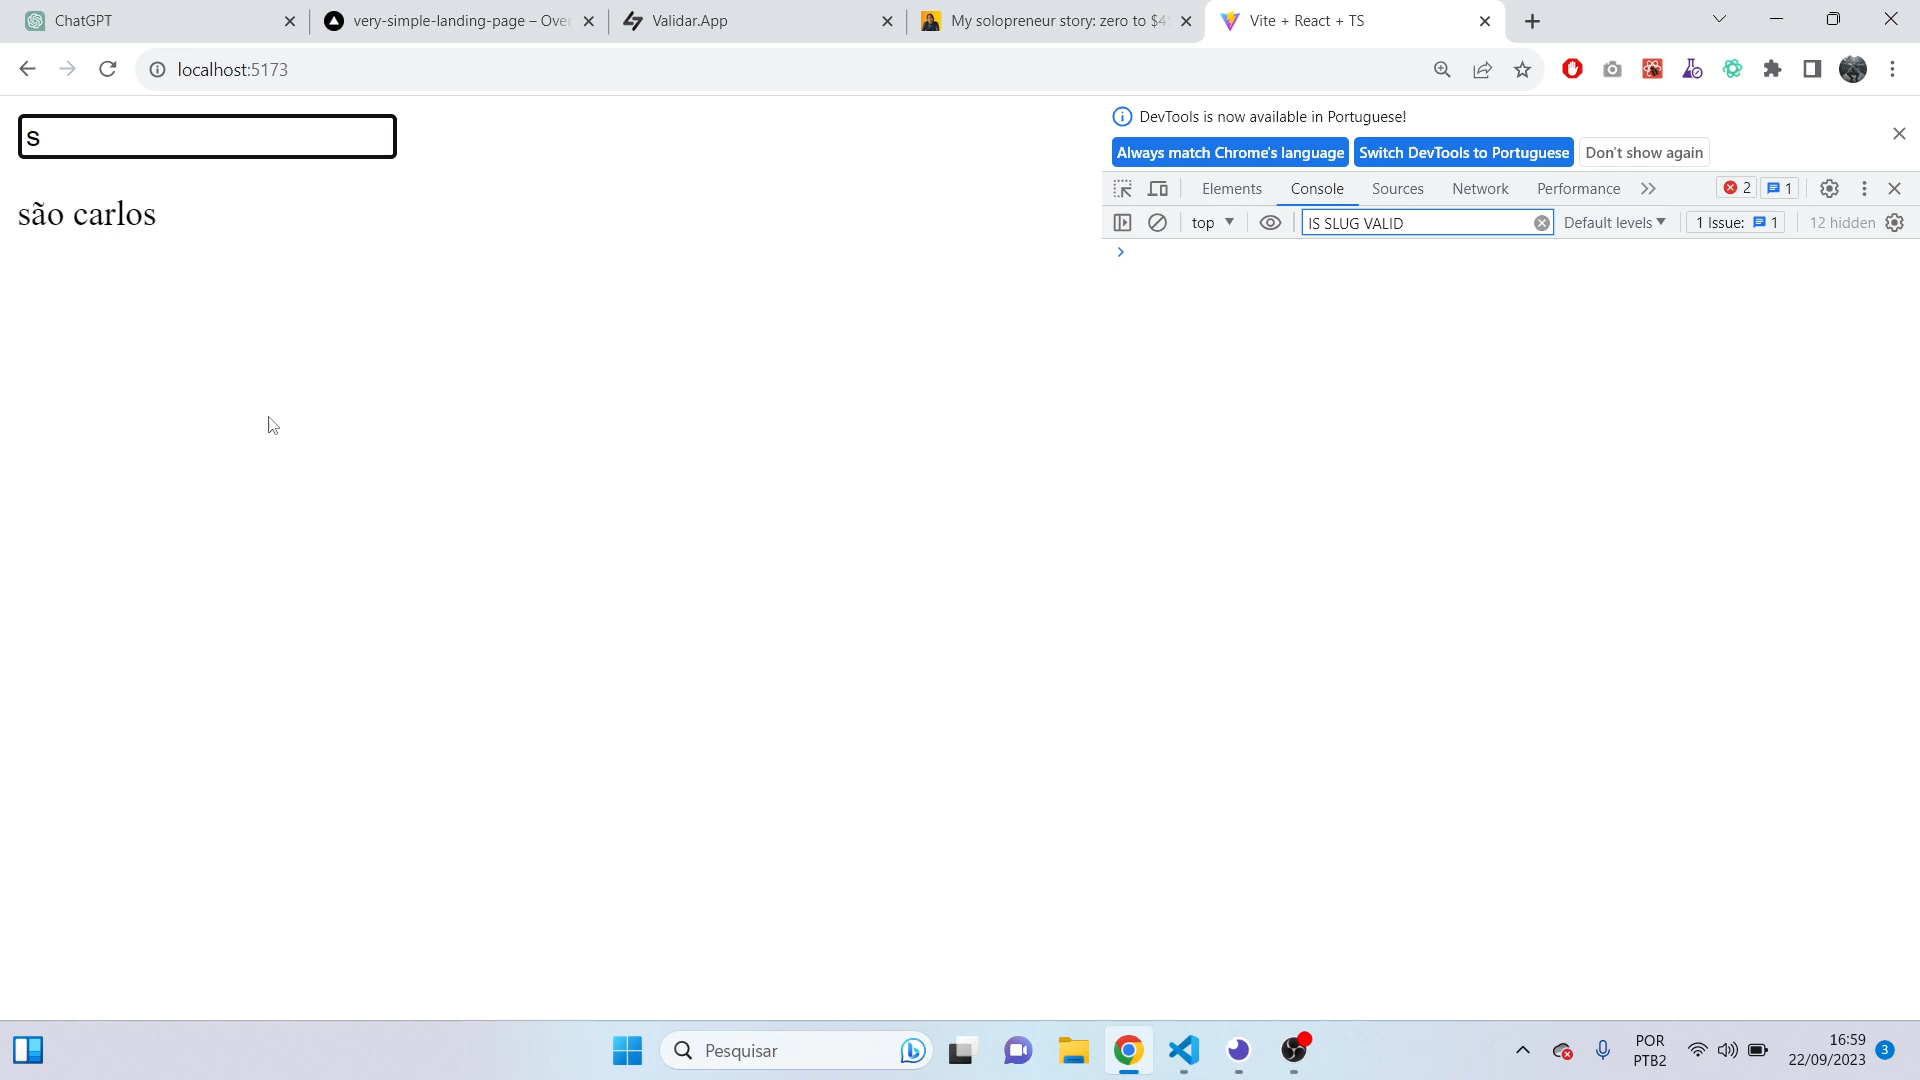 ChatGPT
very-simple-landing-page – Over
Validar.App
My solopreneur story: zero to $4
Vite + React + TS
localhost:5173
s
são carlos
DevTools is now available in Portuguese!
Always match Chrome's language
Switch DevTools to Portuguese
Don't show again
Elements
Console
Sources
Network
Performance
2
1
top
IS SLUG VALID
Default levels
1 Issue:
1
12 hidden
Pesquisar
POR
PTB2
16:59
22/09/2023
3